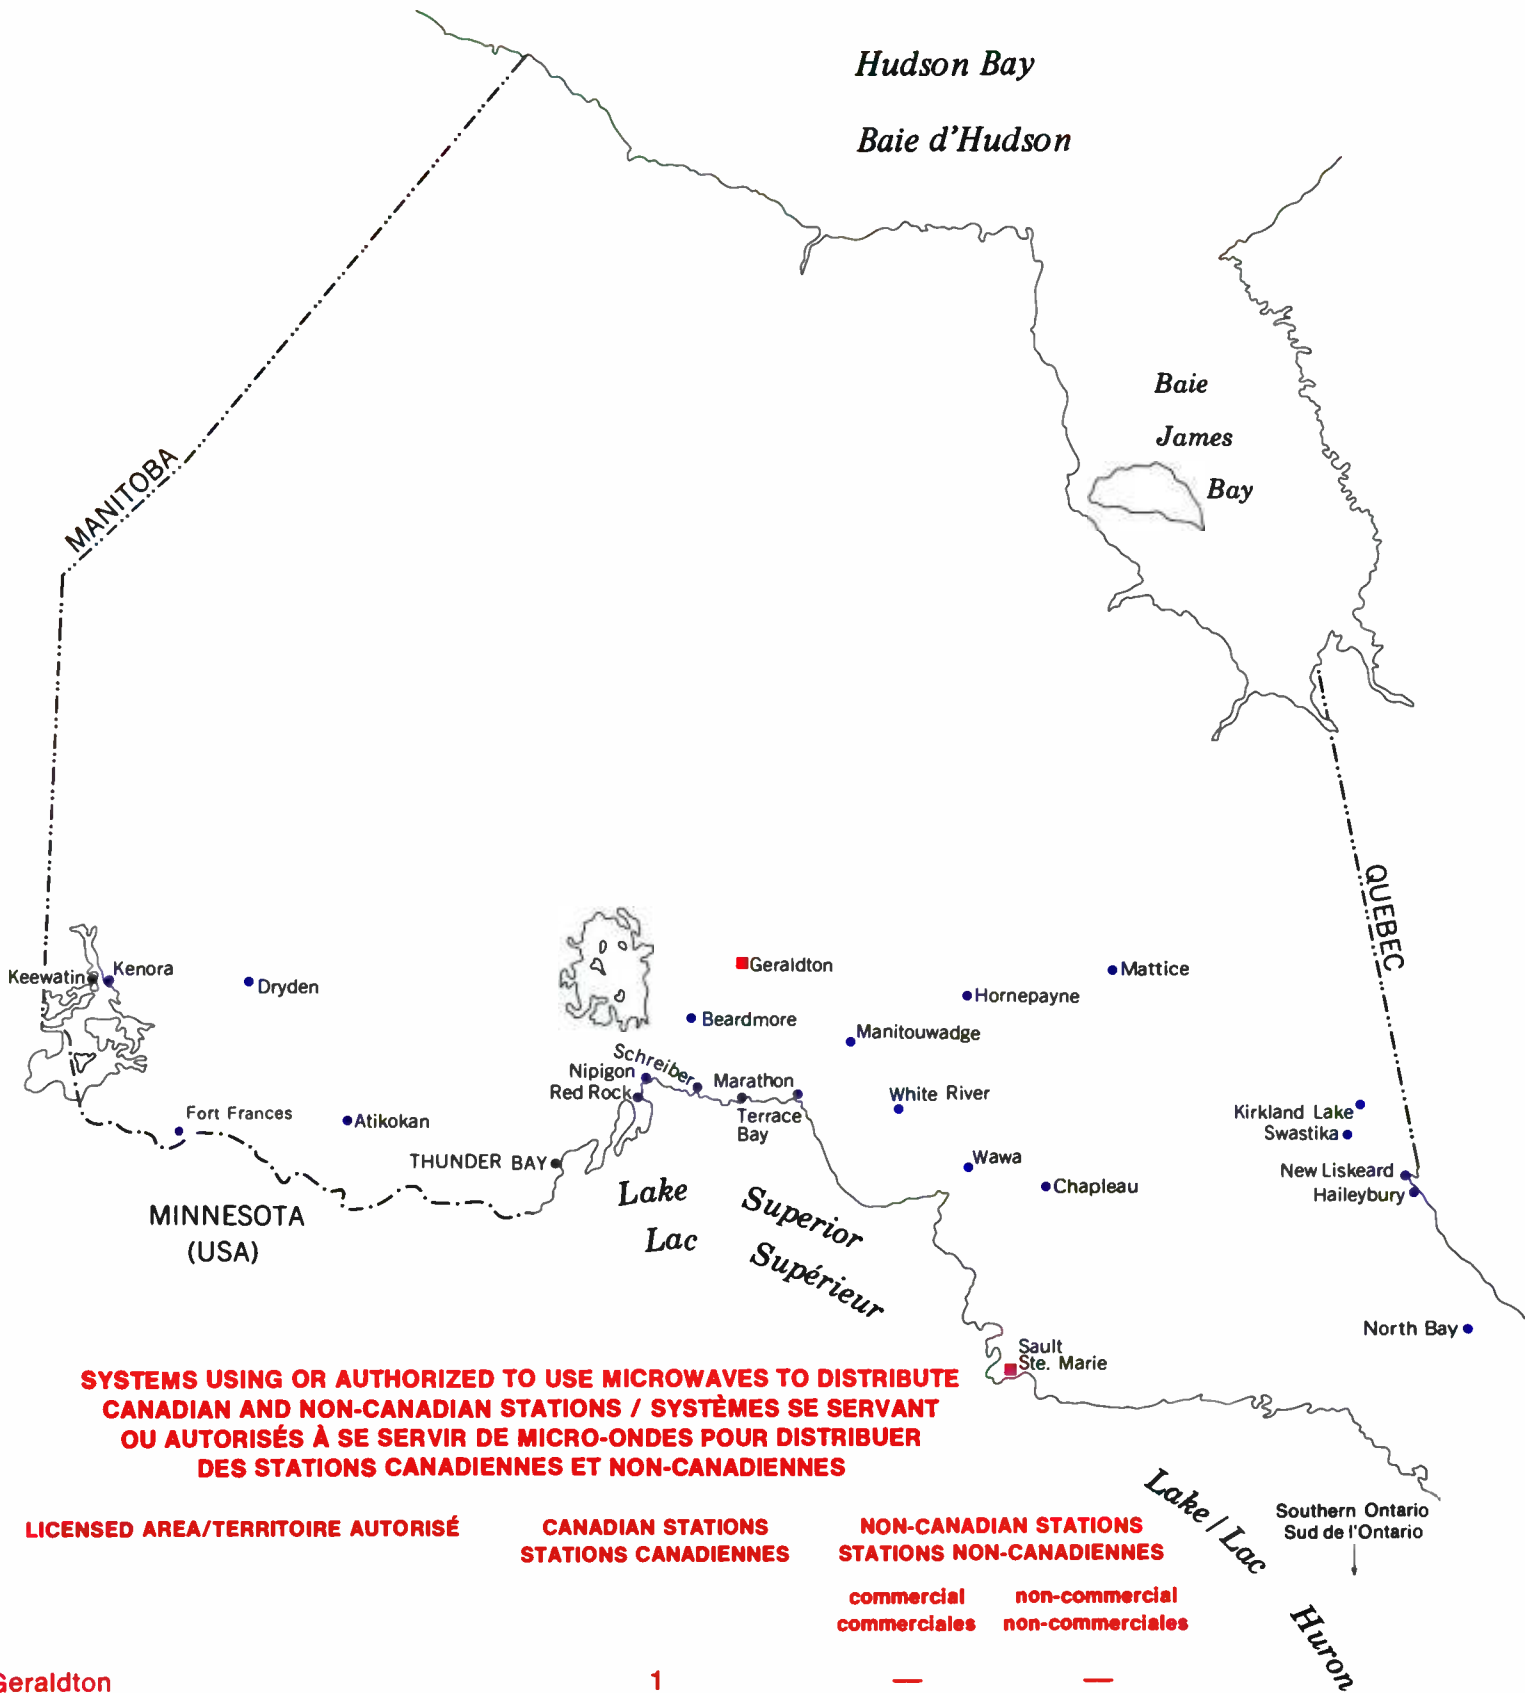 Hudson Bay
Baie d'Hudson
Baie
James
Bay
MANITOBA
QUEBEC
Keewatin
Kenora
Dryden
Geraldton
Mattice
Hornepayne
Beardmore
Manitouwadge
Schreiber
Nipigon
Marathon
Red Rock
White River
Terrace
Bay
Fort Frances
Atikokan
Kirkland Lake
Swastika
THUNDER BAY
Wawa
New Liskeard
Chapleau
Haileybury
MINNESOTA
(USA)
Lake Superior
Lac Supérieur
North Bay
Sault
Ste. Marie
SYSTEMS USING OR AUTHORIZED TO USE MICROWAVES TO DISTRIBUTE
CANADIAN AND NON-CANADIAN STATIONS / SYSTÈMES SE SERVANT
OU AUTORISÉS À SE SERVIR DE MICRO-ONDES POUR DISTRIBUER
DES STATIONS CANADIENNES ET NON-CANADIENNES
Lake / Lac Huron
Southern Ontario
Sud de l'Ontario
LICENSED AREA/TERRITOIRE AUTORISÉ
CANADIAN STATIONS
STATIONS CANADIENNES
NON-CANADIAN STATIONS
STATIONS NON-CANADIENNES
commercial non-commercial
commerciales non-commerciales
Geraldton 1 — —